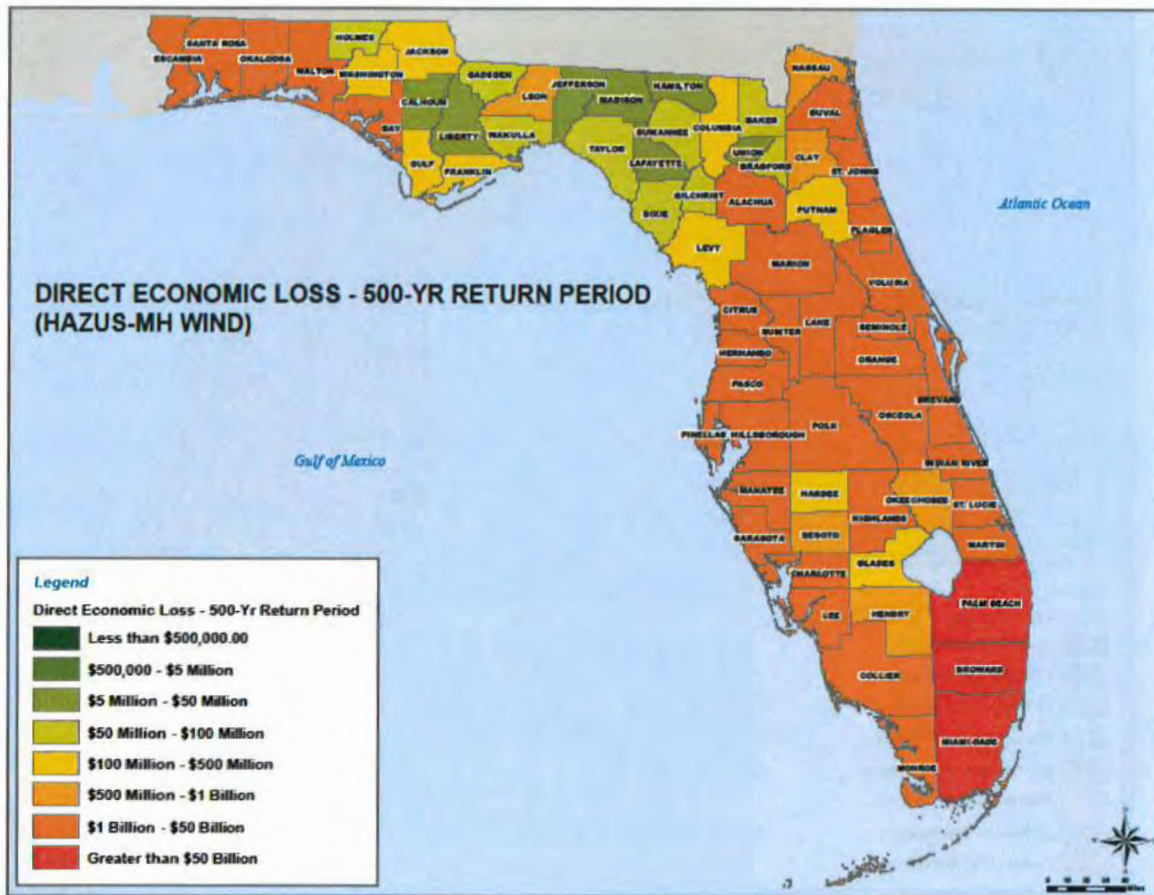 HOLMES
JACKSON
SANTA ROSA
ESCAMBIA
OKALOOSA
WALTON
WASHINGTON
GADSDEN
CALHOUN
LEON
JEFFERSON
MADISON
HAMILTON
NASSAU
BAY
LIBERTY
WAKULLA
SUWANNEE
COLUMBIA
BAKER
DUVAL
TAYLOR
UNION
LAFAYETTE
BRADFORD
CLAY
ST. JOHNS
GULF
FRANKLIN
GILCHRIST
ALACHUA
PUTNAM
DIXIE
FLAGLER
LEVY
MARION
VOLUSIA
Atlantic Ocean
DIRECT ECONOMIC LOSS - 500-YR RETURN PERIOD
(HAZUS-MH WIND)
CITRUS
SUMTER
LAKE
SEMINOLE
HERNANDO
ORANGE
PASCO
BREVARD
OSCEOLA
POLK
PINELLAS
HILLSBOROUGH
Gulf of Mexico
INDIAN RIVER
MANATEE
HARDEE
OKEECHOBEE
ST. LUCIE
HIGHLANDS
SARASOTA
DESOTO
MARTIN
GLADES
CHARLOTTE
LEE
HENDRY
PALM BEACH
COLLIER
BROWARD
MIAMI-DADE
MONROE
Legend
Direct Economic Loss - 500-Yr Return Period
Less than $500,000.00
$500,000 - $5 Million
$5 Million - $50 Million
$50 Million - $100 Million
$100 Million - $500 Million
$500 Million - $1 Billion
$1 Billion - $50 Billion
Greater than $50 Billion